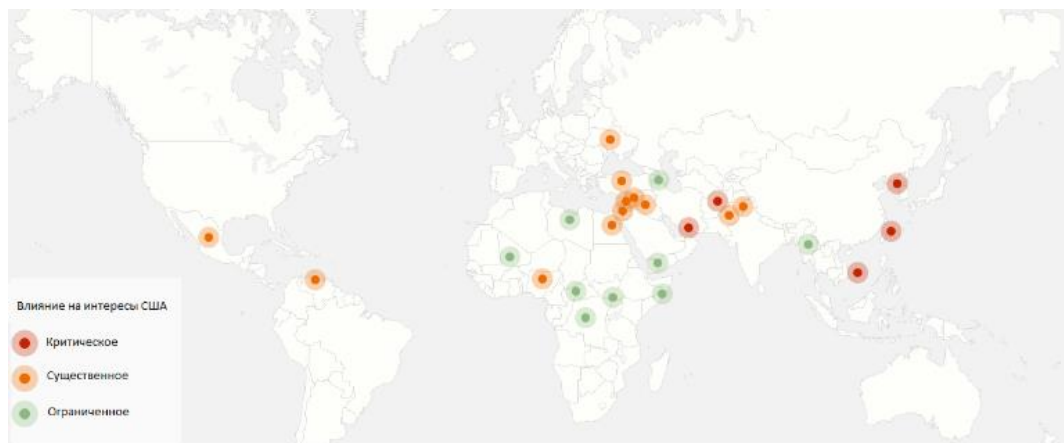 Влияние на интересы США
Критическое
Существенное
Ограниченное